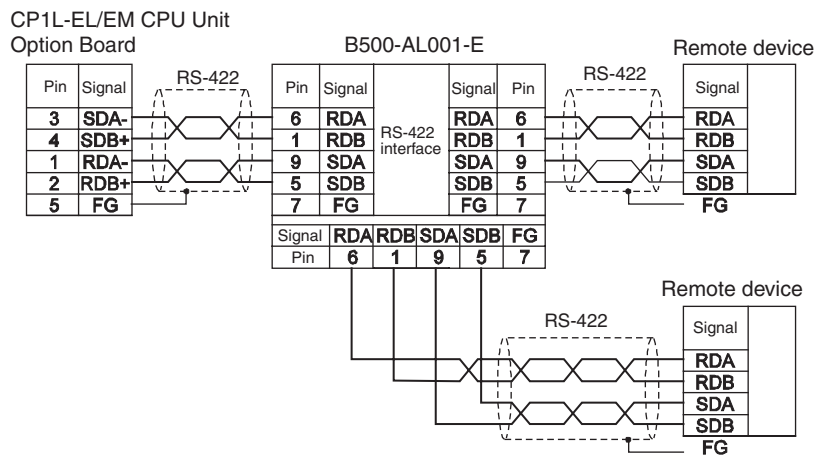 CP1L-EL/EM CPU Unit
Option Board
B500-AL001-E
Remote device
Pin Signal
RS-422
Pin Signal
Signal Pin
RS-422
Signal
3 SDA-
6 RDA
RS-422
interface
RDA 6
RDA
4 SDB+
1 RDB
RDB 1
RDB
1 RDA-
9 SDA
SDA 9
SDA
2 RDB+
5 SDB
SDB 5
SDB
5 FG
7 FG
FG 7
FG
Signal RDA RDB SDA SDB FG
Pin 6 1 9 5 7
Remote device
RS-422
Signal
RDA
RDB
SDA
SDB
FG